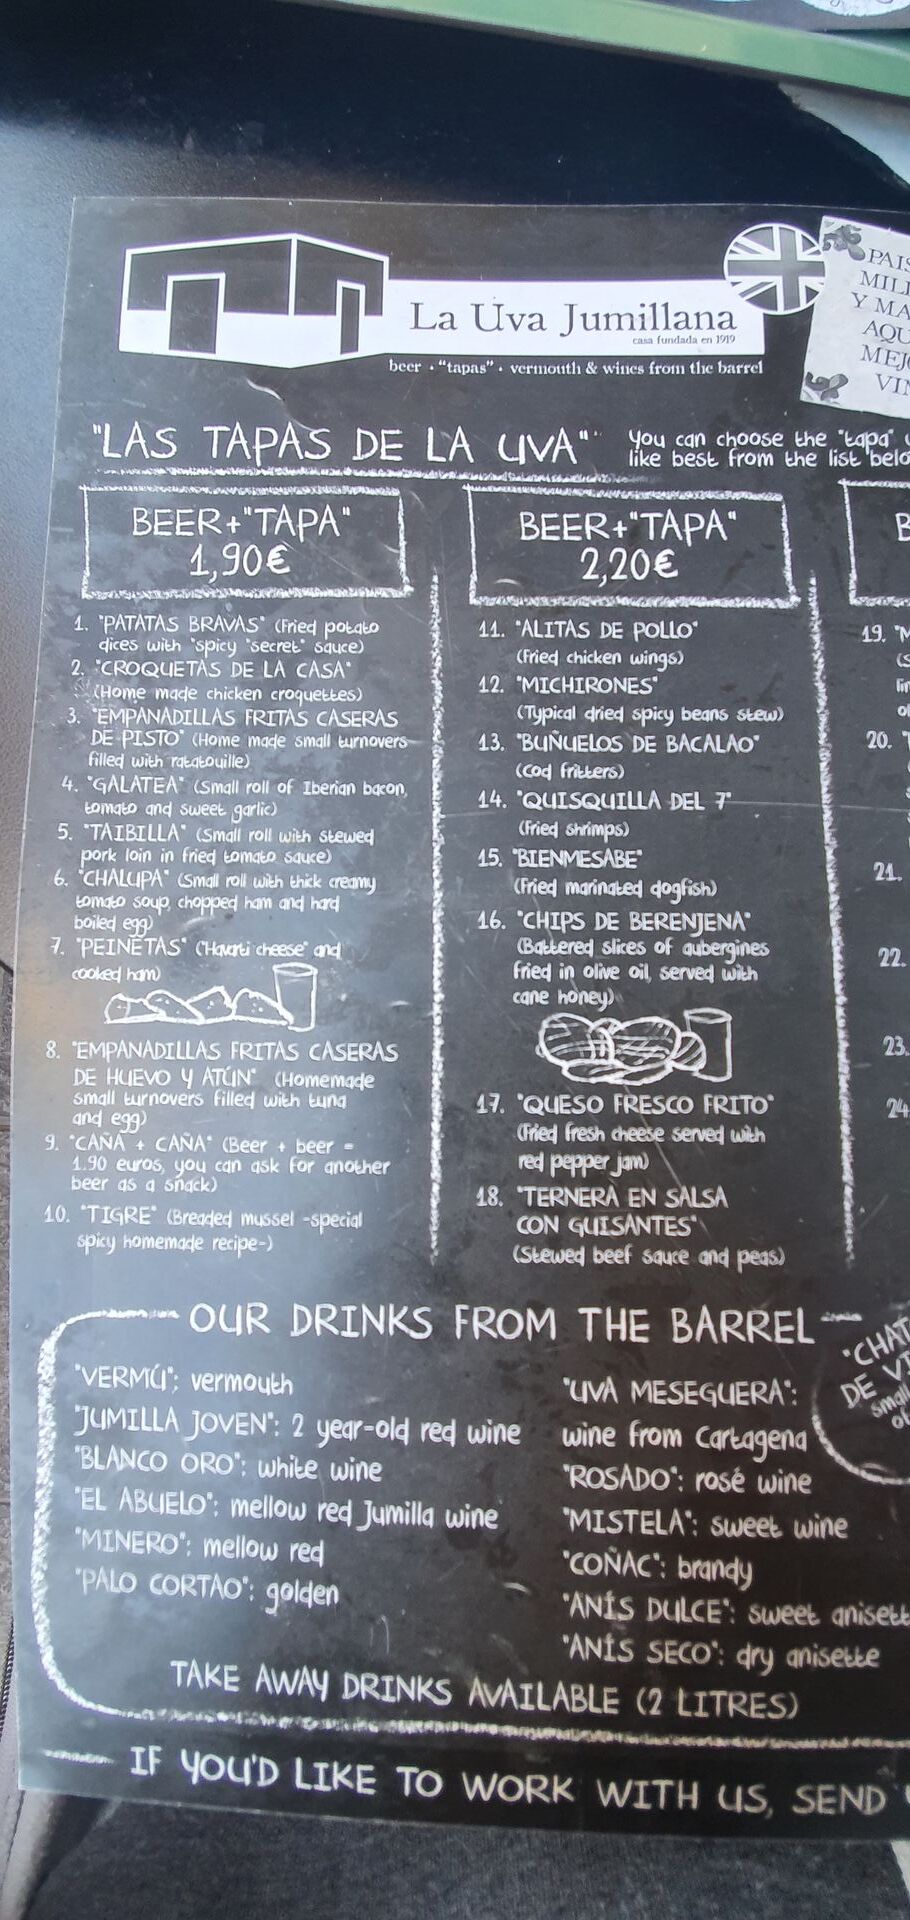 PAIS
Y MA
AQU
VIN
La Uva Jumillana
casa fundada en 1919
beer · "tapas" · vermouth & wines from the barrel
"LAS TAPAS DE LA UVA"
You can choose the "tapa"
like best from the list
BEER+"TAPA"
1,90€
1. "PATATAS BRAVAS" (Fried potato
dices with "spicy "secret" sauce)
2. "CROQUETAS DE LA CASA"
(Home made chicken croquettes)
3. "EMPANADILLAS FRITAS CASERAS
DE PISTO" (Home made small turnovers
filled with ratatouille)
4. "GALATEA" (Small roll of Iberian bacon,
tomato and sweet garlic)
5. "TAIBILLA" (Small roll with stewed
pork loin in fried tomato sauce)
6. "CHALUPA" (Small roll with thick creamy
tomato soup, chopped ham and hard
boiled egg)
7. "PEINETAS" ("Havarti cheese" and
cooked ham)
8. "EMPANADILLAS FRITAS CASERAS
DE HUEVO Y ATÚN" (Homemade
small turnovers filled with tuna
and egg)
9. "CAÑA + CAÑA" (Beer + beer =
1.90 euros, you can ask for another
beer as a snack)
10. "TIGRE" (Breaded mussel -special
spicy homemade recipe-)
BEER+"TAPA"
2,20€
11. "ALITAS DE POLLO"
(Fried chicken wings)
12. "MICHIRONES"
(Typical dried spicy beans stew)
13. "BUÑUELOS DE BACALAO"
(Cod fritters)
14. "QUISQUILLA DEL 7"
(Fried shrimps)
15. "BIENMESABE"
(Fried marinated dogfish)
16. "CHIPS DE BERENJENA"
(Battered slices of aubergines
fried in olive oil, served with
cane honey)
17. "QUESO FRESCO FRITO"
(Fried fresh cheese served with
red pepper jam)
18. "TERNERA EN SALSA
CON GUISANTES"
(Stewed beef sauce and peas)
19. "M
20.
21.
22.
23.
24
OUR DRINKS FROM THE BARREL
"VERMÚ": vermouth
"JUMILLA JOVEN": 2 year-old red wine
"BLANCO ORO": white wine
"EL ABUELO": mellow red Jumilla wine
"MINERO": mellow red
"PALO CORTAO": golden
"UVA MESEGUERA":
wine from Cartagena
"ROSADO": rosé wine
"MISTELA": sweet wine
"COÑAC": brandy
"ANÍS DULCE": sweet anisett
"ANÍS SECO": dry anisette
"CHAT
DE VI
small
TAKE AWAY DRINKS AVAILABLE (2 LITRES)
IF YOU'D LIKE TO WORK WITH US, SEND